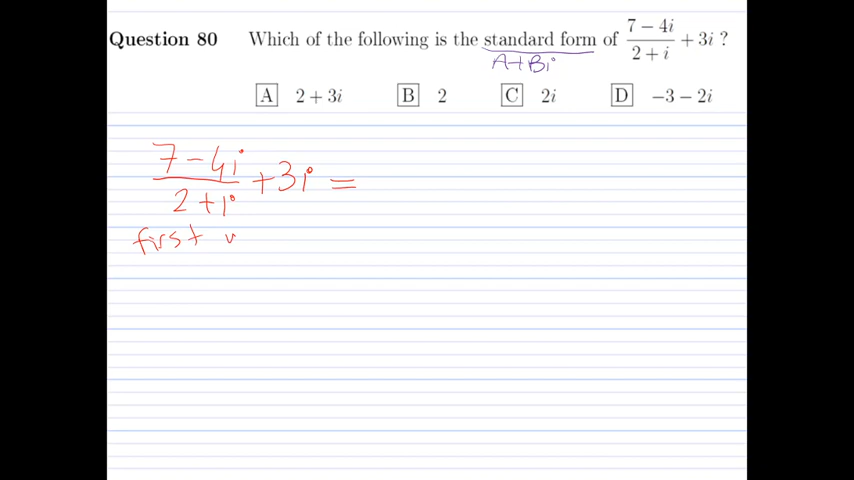 Question 80 Which of the following is the standard form of (7 − 4i)/(2 + i) + 3i ?
A+Bi
A 2 + 3i B 2 C 2i D −3 − 2i
(7 − 4i)/(2 + i) + 3i =
first